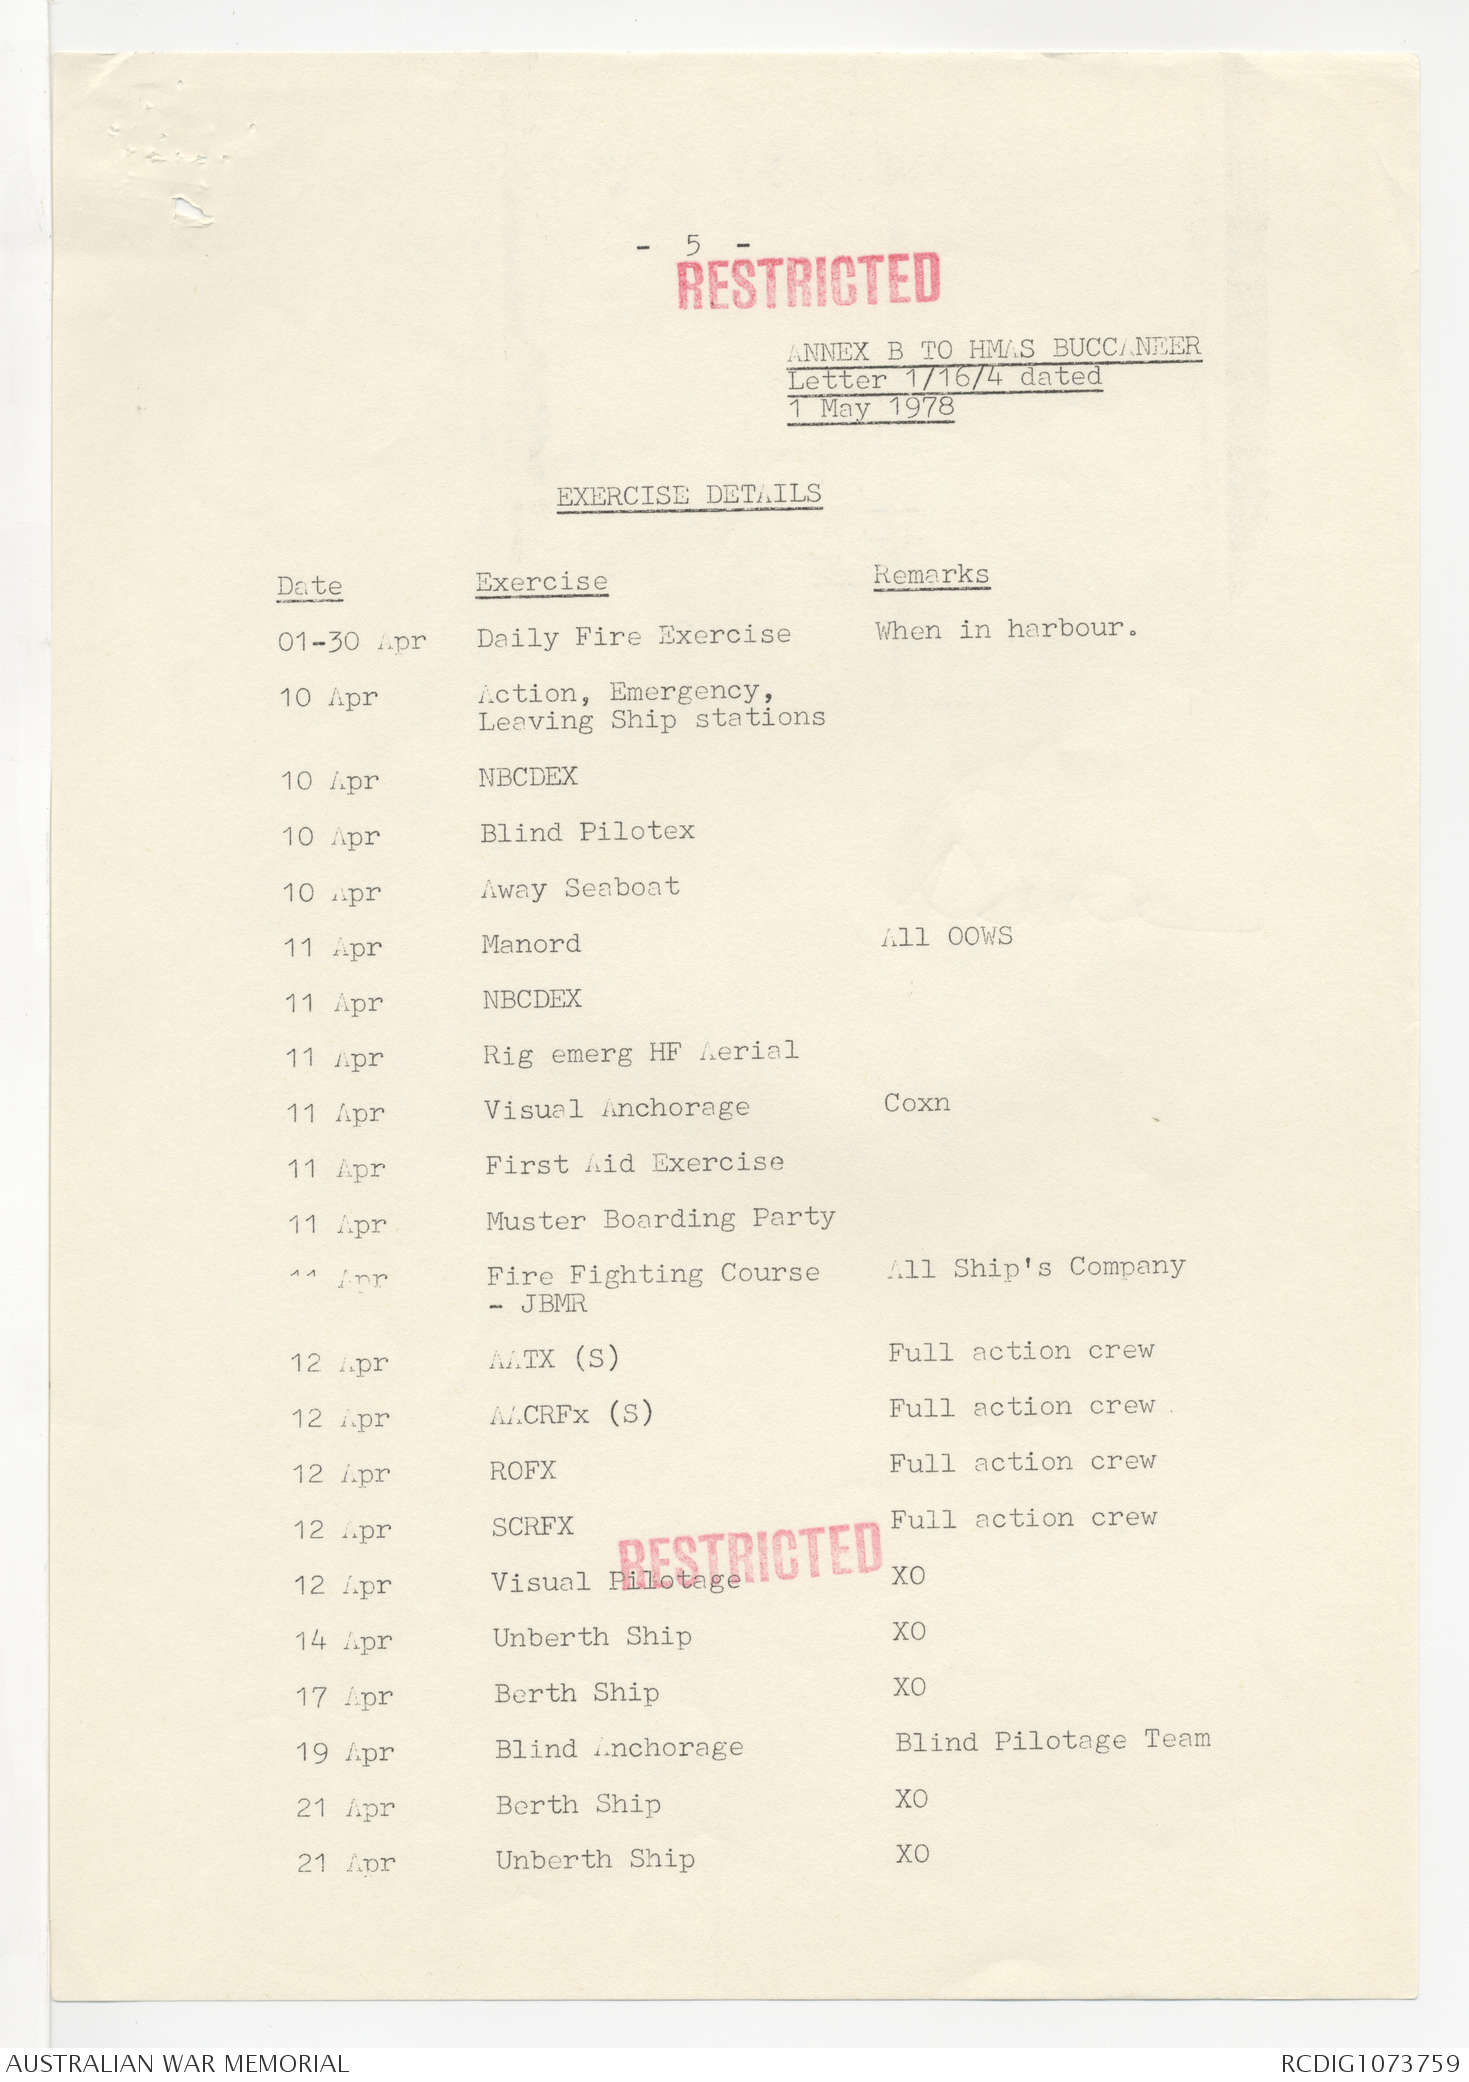 - 5 -
RESTRICTED
ANNEX B TO HMAS BUCCANEER
Letter 1/16/4 dated
1 May 1978
EXERCISE DETAILS
Date Exercise Remarks
01-30 Apr Daily Fire Exercise When in harbour.
10 Apr Action, Emergency,
Leaving Ship stations
10 Apr NBCDEX
10 Apr Blind Pilotex
10 Apr Away Seaboat
11 Apr Manord All OOWS
11 Apr NBCDEX
11 Apr Rig emerg HF Aerial
11 Apr Visual Anchorage Coxn
11 Apr First Aid Exercise
11 Apr Muster Boarding Party
11 Apr Fire Fighting Course All Ship's Company
- JBMR
12 Apr AATX (S) Full action crew
12 Apr AACRFx (S) Full action crew
12 Apr ROFX Full action crew
12 Apr SCRFX Full action crew
RESTRICTED
12 Apr Visual Pilotage XO
14 Apr Unberth Ship XO
17 Apr Berth Ship XO
19 Apr Blind Anchorage Blind Pilotage Team
21 Apr Berth Ship XO
21 Apr Unberth Ship XO
AUSTRALIAN WAR MEMORIAL RCDIG1073759